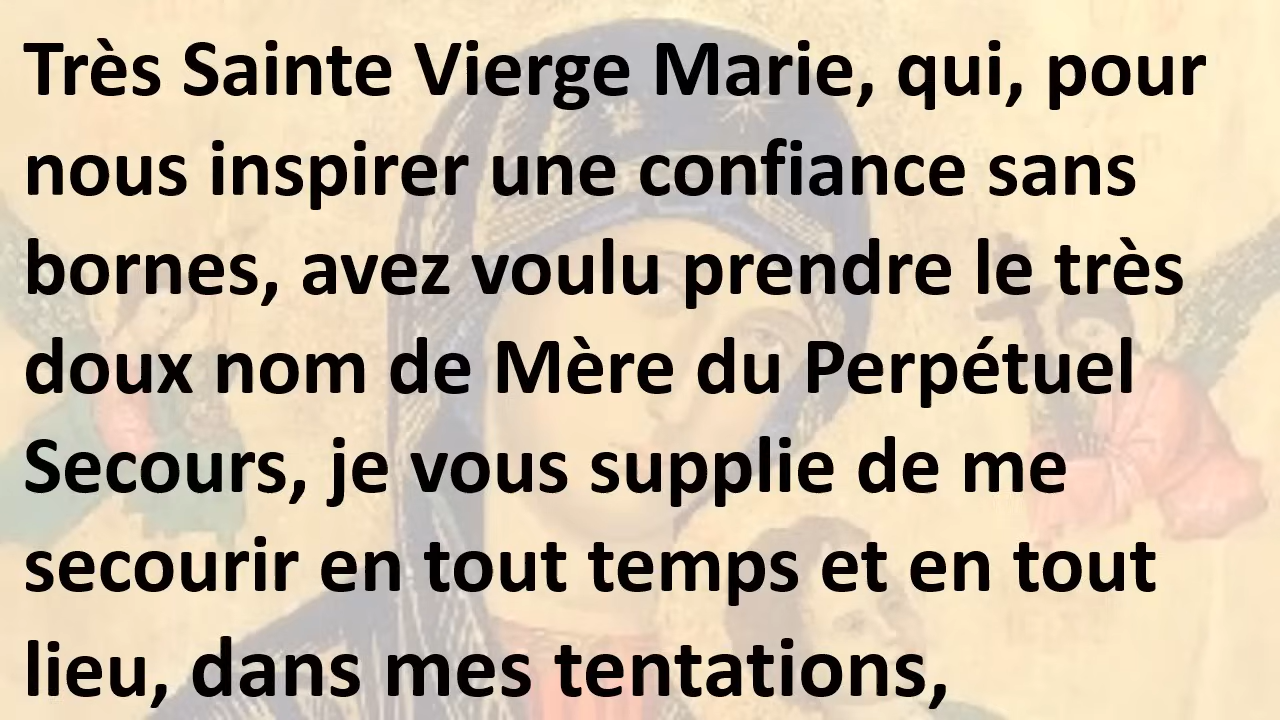 Très Sainte Vierge Marie, qui, pour
nous inspirer une confiance sans
bornes, avez voulu prendre le très
doux nom de Mère du Perpétuel
Secours, je vous supplie de me
secourir en tout temps et en tout
lieu, dans mes tentations,